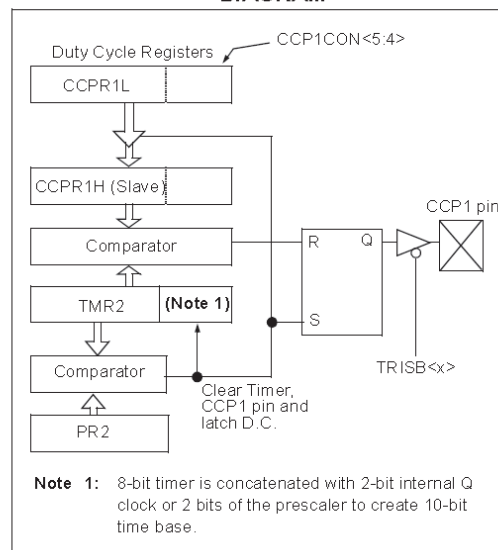 Duty Cycle Registers
CCP1CON<5:4>
CCPR1L
CCPR1H (Slave)
CCP1 pin
Comparator
R
Q
TMR2
(Note 1)
S
Comparator
TRISB<x>
Clear Timer,
CCP1 pin and
latch D.C.
PR2
Note 1: 8-bit timer is concatenated with 2-bit internal Q
clock or 2 bits of the prescaler to create 10-bit
time base.